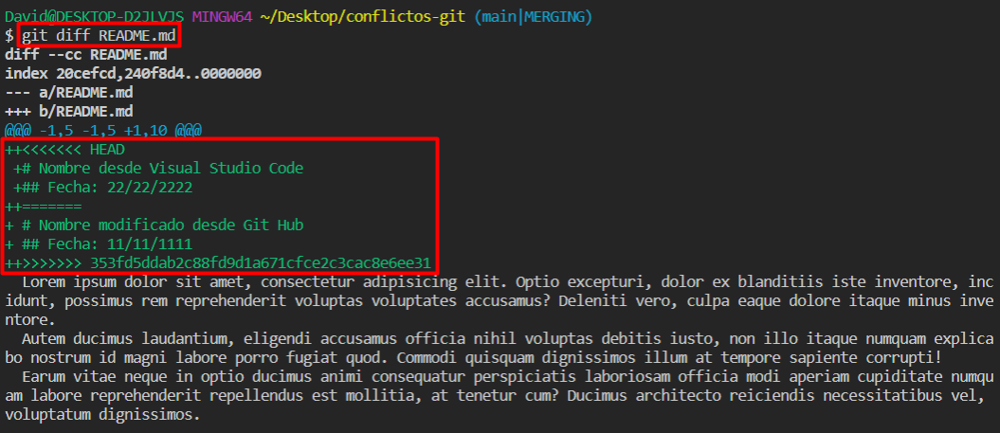 David@DESKTOP-D2JLVJS MINGW64 ~/Desktop/conflictos-git (main|MERGING)
$ git diff README.md
diff --cc README.md
index 20cefcd,240f8d4..0000000
--- a/README.md
+++ b/README.md
@@@ -1,5 -1,5 +1,10 @@@
++<<<<<<< HEAD
 +# Nombre desde Visual Studio Code
 +## Fecha: 22/22/2222
++=======
+ # Nombre modificado desde Git Hub
+ ## Fecha: 11/11/1111
++>>>>>>> 353fd5ddab2c88fd9d1a671cfce2c3cac8e6ee31
  Lorem ipsum dolor sit amet, consectetur adipisicing elit. Optio excepturi, dolor ex blanditiis iste inventore, inc
idunt, possimus rem reprehenderit voluptas voluptates accusamus? Deleniti vero, culpa eaque dolore itaque minus inve
ntore.
  Autem ducimus laudantium, eligendi accusamus officia nihil voluptas debitis iusto, non illo itaque numquam explica
bo nostrum id magni labore porro fugiat quod. Commodi quisquam dignissimos illum at tempore sapiente corrupti!
  Earum vitae neque in optio ducimus animi consequatur perspiciatis laboriosam officia modi aperiam cupiditate numqu
am labore reprehenderit repellendus est mollitia, at tenetur cum? Ducimus architecto reiciendis necessitatibus vel,
voluptatum dignissimos.